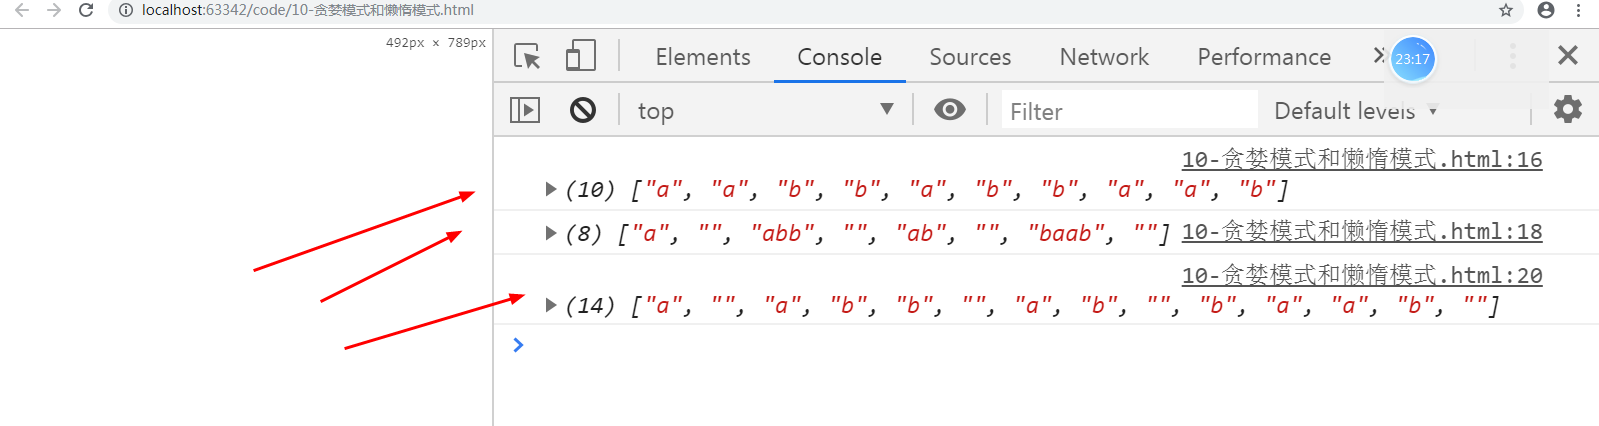 localhost:63342/code/10-贪婪模式和懒惰模式.html
492px × 789px
Elements Console Sources Network Performance » 23:17
top Filter Default levels
10-贪婪模式和懒惰模式.html:16
(10) ["a", "a", "b", "b", "a", "b", "b", "a", "a", "b"]
(8) ["a", "", "abb", "", "ab", "", "baab", ""] 10-贪婪模式和懒惰模式.html:18
10-贪婪模式和懒惰模式.html:20
(14) ["a", "", "a", "b", "b", "", "a", "b", "", "b", "a", "a", "b", ""]